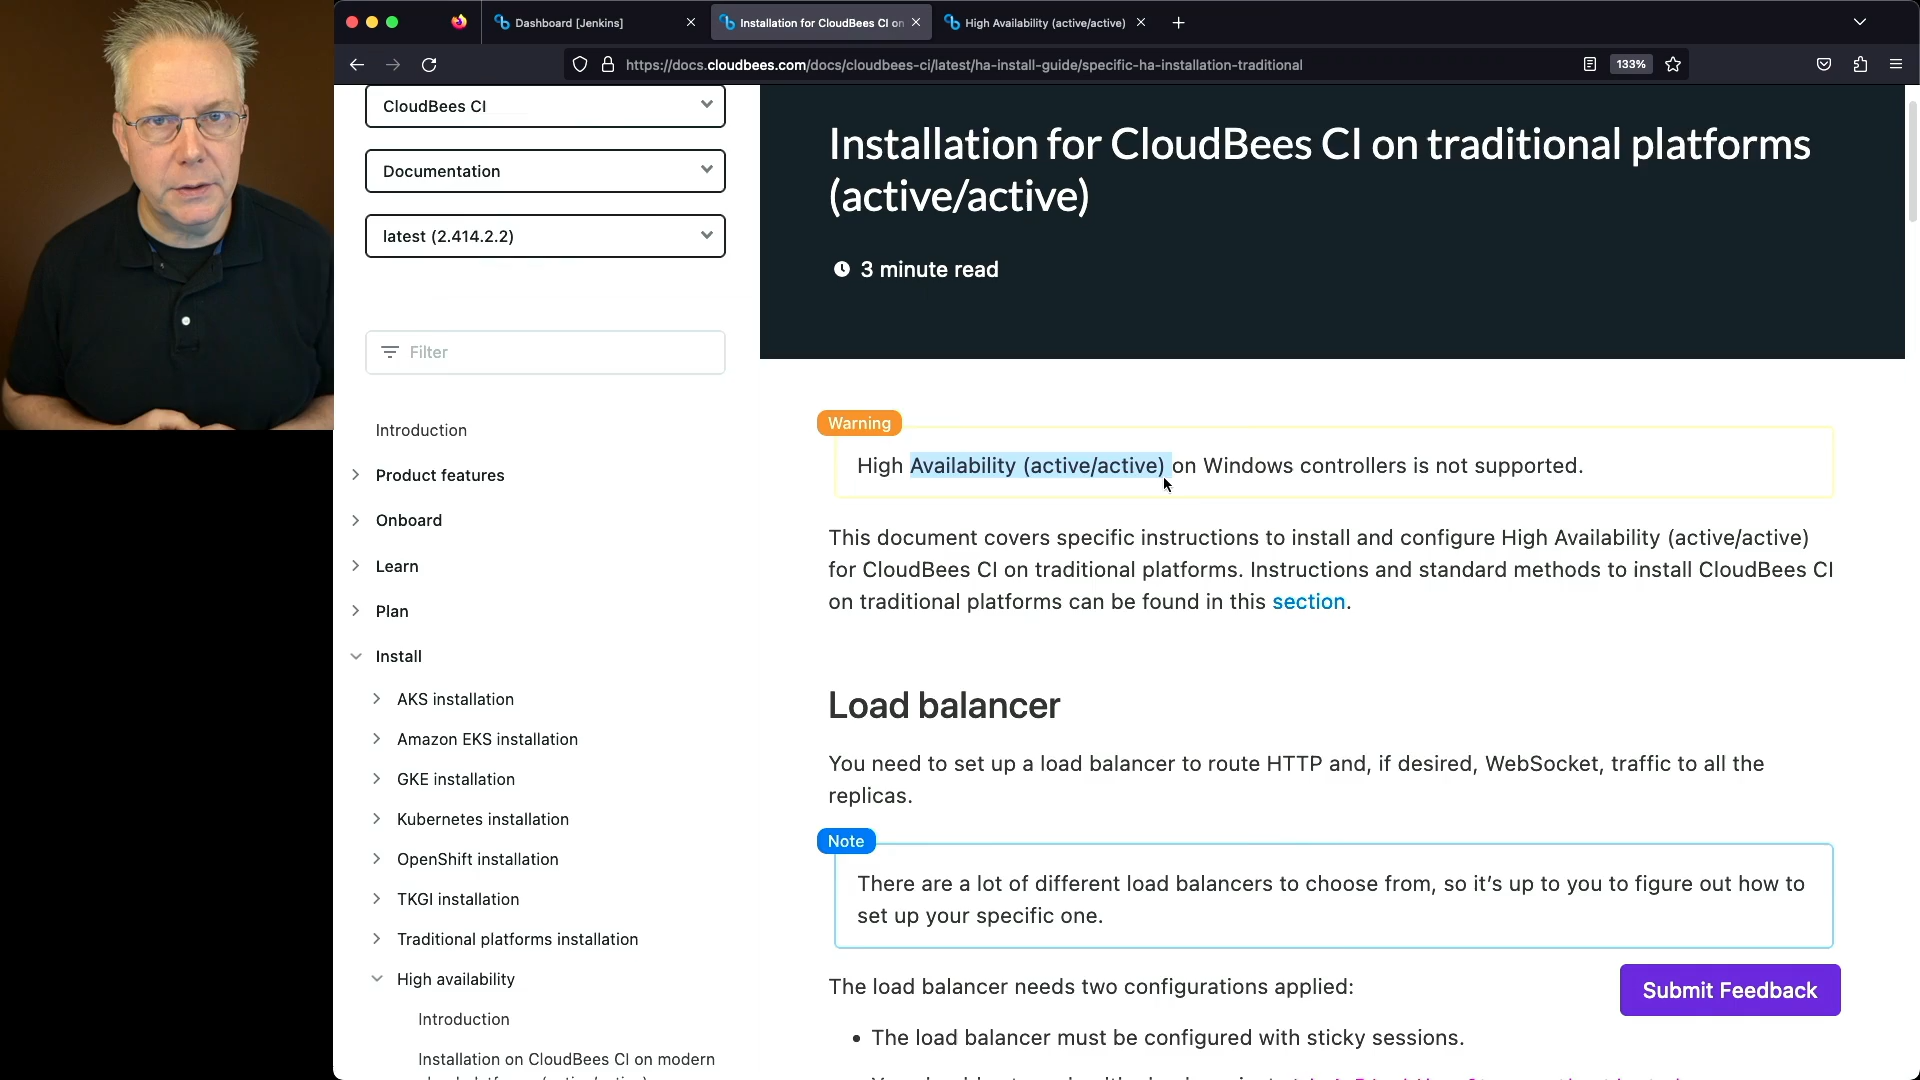 Dashboard [Jenkins]
Installation for CloudBees CI on
High Availability (active/active)
https://docs.cloudbees.com/docs/cloudbees-ci/latest/ha-install-guide/specific-ha-installation-traditional
133%
CloudBees CI
Documentation
latest (2.414.2.2)
Filter
Introduction
Product features
Onboard
Learn
Plan
Install
AKS installation
Amazon EKS installation
GKE installation
Kubernetes installation
OpenShift installation
TKGI installation
Traditional platforms installation
High availability
Introduction
Installation on CloudBees CI on modern
Installation for CloudBees CI on traditional platforms
(active/active)
3 minute read
Warning
High Availability (active/active) on Windows controllers is not supported.
This document covers specific instructions to install and configure High Availability (active/active)
for CloudBees CI on traditional platforms. Instructions and standard methods to install CloudBees CI
on traditional platforms can be found in this section.
Load balancer
You need to set up a load balancer to route HTTP and, if desired, WebSocket, traffic to all the
replicas.
Note
There are a lot of different load balancers to choose from, so it’s up to you to figure out how to
set up your specific one.
The load balancer needs two configurations applied:
• The load balancer must be configured with sticky sessions.
Submit Feedback